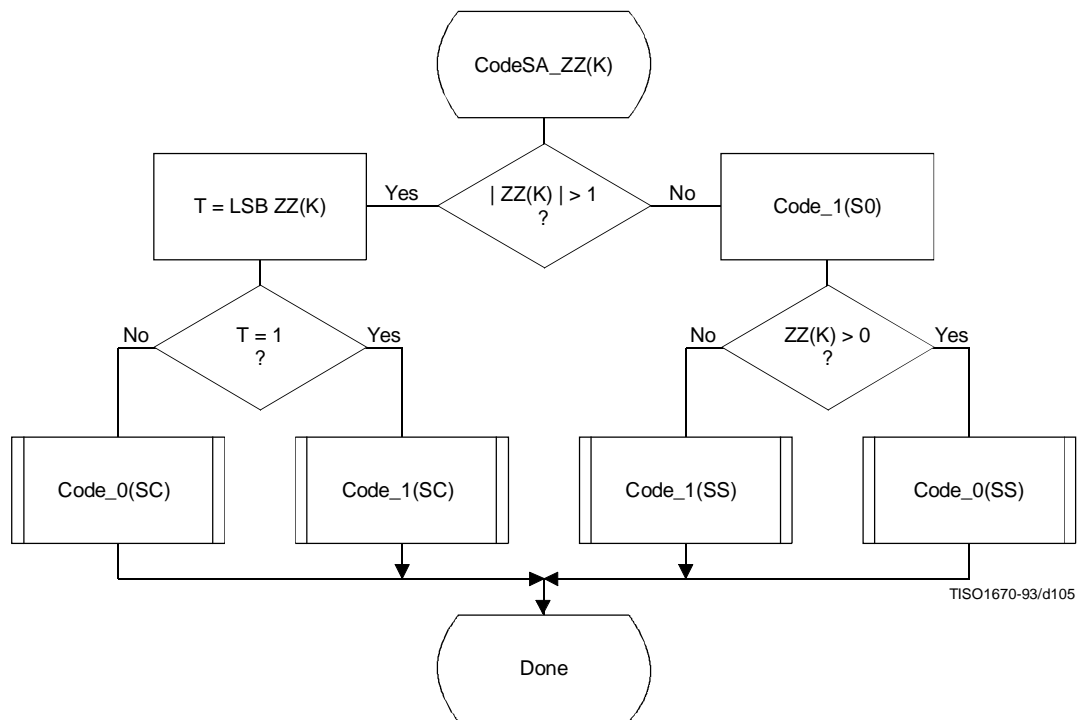 CodeSA_ZZ(K)
T = LSB ZZ(K)
Yes
| ZZ(K) | > 1
?
No
Code_1(S0)
No
T = 1
?
Yes
No
ZZ(K) > 0
?
Yes
Code_0(SC)
Code_1(SC)
Code_1(SS)
Code_0(SS)
TISO1670-93/d105
Done